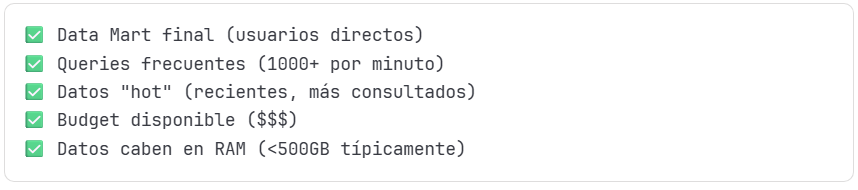 ✅ Data Mart final (usuarios directos)
✅ Queries frecuentes (1000+ por minuto)
✅ Datos "hot" (recientes, más consultados)
✅ Budget disponible ($$$)
✅ Datos caben en RAM (<500GB típicamente)